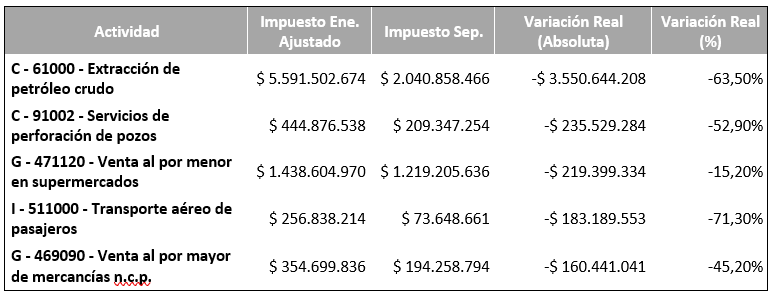 Actividad
Impuesto Ene.
Ajustado
Impuesto Sep.
Variación Real
(Absoluta)
Variación Real
(%)
C - 61000 - Extracción de
petróleo crudo
$ 5.591.502.674 $ 2.040.858.466 -$ 3.550.644.208 -63,50%
C - 91002 - Servicios de
perforación de pozos
$ 444.876.538 $ 209.347.254 -$ 235.529.284 -52,90%
G - 471120 - Venta al por menor
en supermercados
$ 1.438.604.970 $ 1.219.205.636 -$ 219.399.334 -15,20%
I - 511000 - Transporte aéreo de
pasajeros
$ 256.838.214 $ 73.648.661 -$ 183.189.553 -71,30%
G - 469090 - Venta al por mayor
de mercancías n.c.p.
$ 354.699.836 $ 194.258.794 -$ 160.441.041 -45,20%